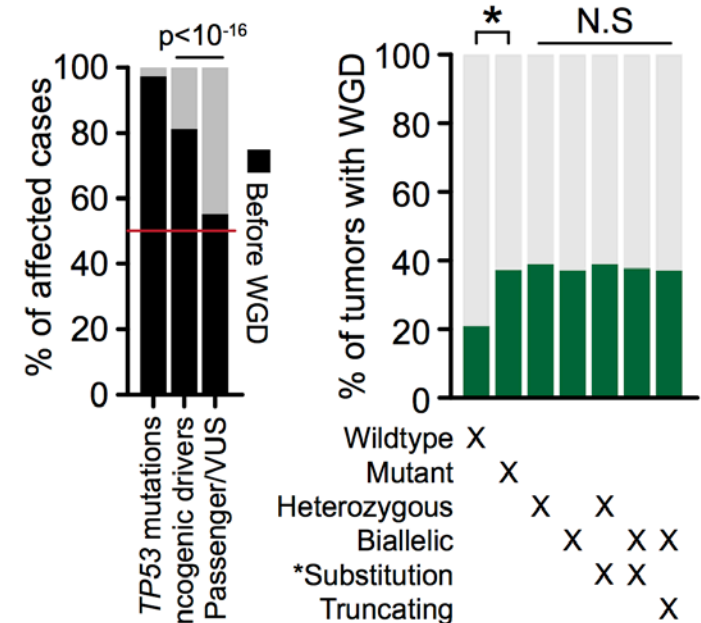 p<10-16
% of affected cases
100
80
60
40
20
0
Before WGD
TP53 mutations
ncogenic drivers
Passenger/VUS
*
N.S
% of tumors with WGD
100
80
60
40
20
0
Wildtype X
Mutant X
Heterozygous X X
Biallelic X X X
*Substitution X X
Truncating X